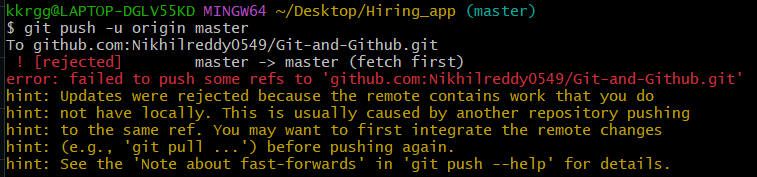 kkrgg@LAPTOP-DGLV55KD MINGW64 ~/Desktop/Hiring_app (master)
$ git push -u origin master
To github.com:Nikhilreddy0549/Git-and-Github.git
 ! [rejected]        master -> master (fetch first)
error: failed to push some refs to 'github.com:Nikhilreddy0549/Git-and-Github.git'
hint: Updates were rejected because the remote contains work that you do
hint: not have locally. This is usually caused by another repository pushing
hint: to the same ref. You may want to first integrate the remote changes
hint: (e.g., 'git pull ...') before pushing again.
hint: See the 'Note about fast-forwards' in 'git push --help' for details.